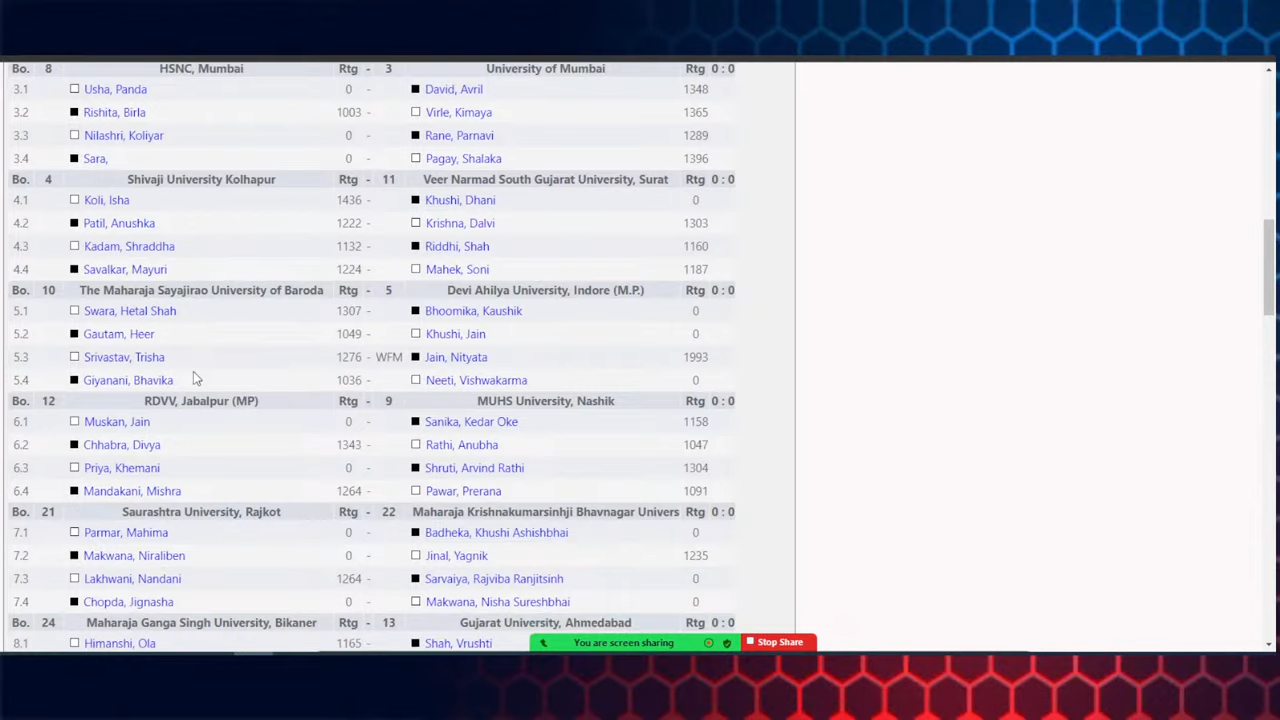 Bo. 8 HSNC, Mumbai Rtg - 3 University of Mumbai Rtg 0 : 0
3.1 Usha, Panda 0 - David, Avril 1348
3.2 Rishita, Birla 1003 - Virle, Kimaya 1365
3.3 Nilashri, Koliyar 0 - Rane, Parnavi 1289
3.4 Sara, 0 - Pagay, Shalaka 1396
Bo. 4 Shivaji University Kolhapur Rtg - 11 Veer Narmad South Gujarat University, Surat Rtg 0 : 0
4.1 Koli, Isha 1436 - Khushi, Dhani 0
4.2 Patil, Anushka 1222 - Krishna, Dalvi 1303
4.3 Kadam, Shraddha 1132 - Riddhi, Shah 1160
4.4 Savalkar, Mayuri 1224 - Mahek, Soni 1187
Bo. 10 The Maharaja Sayajirao University of Baroda Rtg - 5 Devi Ahilya University, Indore (M.P.) Rtg 0 : 0
5.1 Swara, Hetal Shah 1307 - Bhoomika, Kaushik 0
5.2 Gautam, Heer 1049 - Khushi, Jain 0
5.3 Srivastav, Trisha 1276 - WFM Jain, Nityata 1993
5.4 Giyanani, Bhavika 1036 - Neeti, Vishwakarma 0
Bo. 12 RDVV, Jabalpur (MP) Rtg - 9 MUHS University, Nashik Rtg 0 : 0
6.1 Muskan, Jain 0 - Sanika, Kedar Oke 1158
6.2 Chhabra, Divya 1343 - Rathi, Anubha 1047
6.3 Priya, Khemani 0 - Shruti, Arvind Rathi 1304
6.4 Mandakani, Mishra 1264 - Pawar, Prerana 1091
Bo. 21 Saurashtra University, Rajkot Rtg - 22 Maharaja Krishnakumarsinhji Bhavnagar Univers Rtg 0 : 0
7.1 Parmar, Mahima 0 - Badheka, Khushi Ashishbhai 0
7.2 Makwana, Niraliben 0 - Jinal, Yagnik 1235
7.3 Lakhwani, Nandani 1264 - Sarvaiya, Rajviba Ranjitsinh 0
7.4 Chopda, Jignasha 0 - Makwana, Nisha Sureshbhai 0
Bo. 24 Maharaja Ganga Singh University, Bikaner Rtg - 13 Gujarat University, Ahmedabad Rtg 0 : 0
8.1 Himanshi, Ola 1165 - Shah, Vrushti 0
You are screen sharing Stop Share